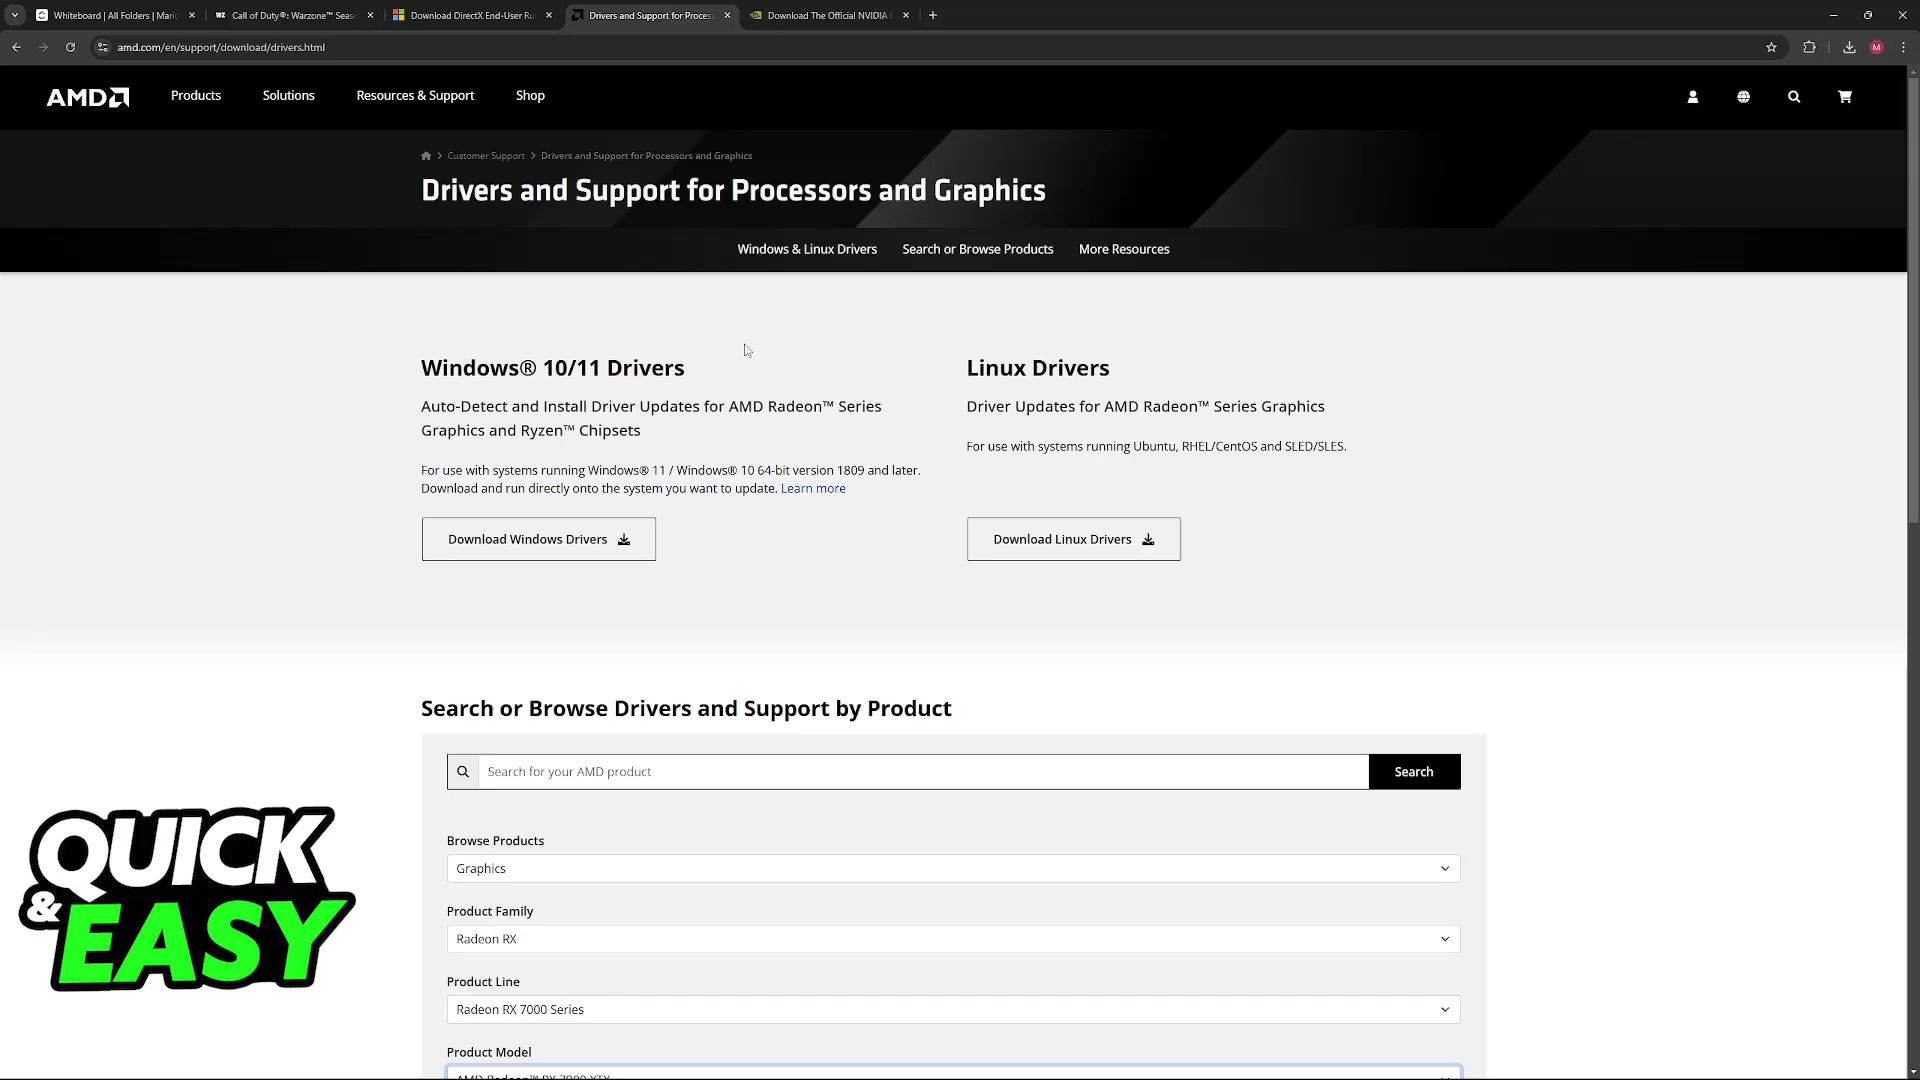 Whiteboard | All Folders | Mario
Call of Duty®: Warzone™ Seas
Download DirectX End-User Ru
Drivers and Support for Process
Download The Official NVIDIA
amd.com/en/support/download/drivers.html
M
AMD
Products
Solutions
Resources & Support
Shop
Customer Support
Drivers and Support for Processors and Graphics
Drivers and Support for Processors and Graphics
Windows & Linux Drivers
Search or Browse Products
More Resources
Windows® 10/11 Drivers
Auto-Detect and Install Driver Updates for AMD Radeon™ Series
Graphics and Ryzen™ Chipsets
For use with systems running Windows® 11 / Windows® 10 64-bit version 1809 and later.
Download and run directly onto the system you want to update. Learn more
Download Windows Drivers
Linux Drivers
Driver Updates for AMD Radeon™ Series Graphics
For use with systems running Ubuntu, RHEL/CentOS and SLED/SLES.
Download Linux Drivers
Search or Browse Drivers and Support by Product
Search for your AMD product
Search
Browse Products
Graphics
Product Family
Radeon RX
Product Line
Radeon RX 7000 Series
Product Model
AMD Radeon™ RX 7900 XTX
QUICK
& EASY